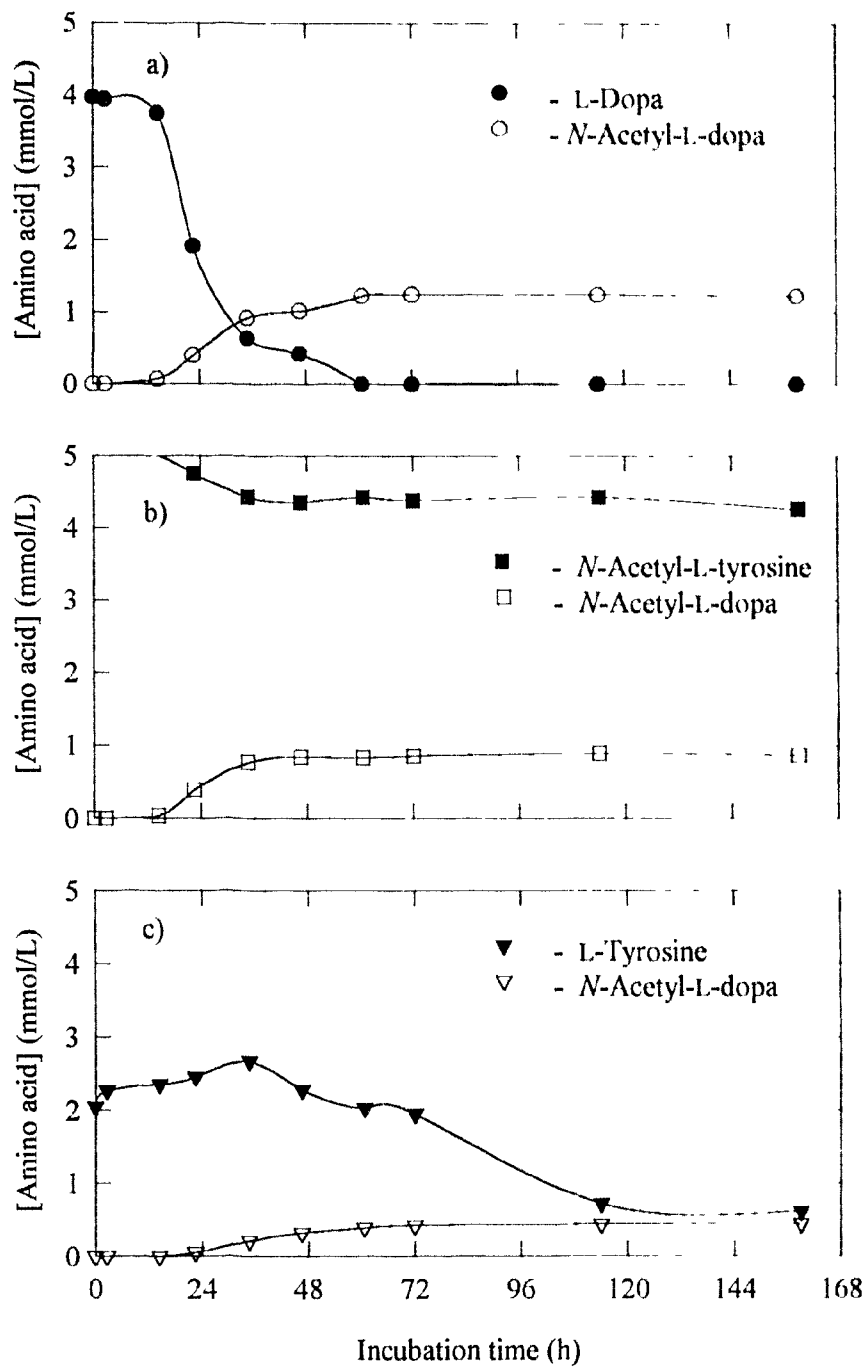 5
a)
- L-Dopa
- N-Acetyl-L-dopa
4
3
2
1
0
[Amino acid] (mmol/L)
5
b)
- N-Acetyl-L-tyrosine
- N-Acetyl-L-dopa
4
3
2
1
0
[Amino acid] (mmol/L)
5
c)
- L-Tyrosine
- N-Acetyl-L-dopa
4
3
2
1
0
[Amino acid] (mmol/L)
0 24 48 72 96 120 144 168
Incubation time (h)